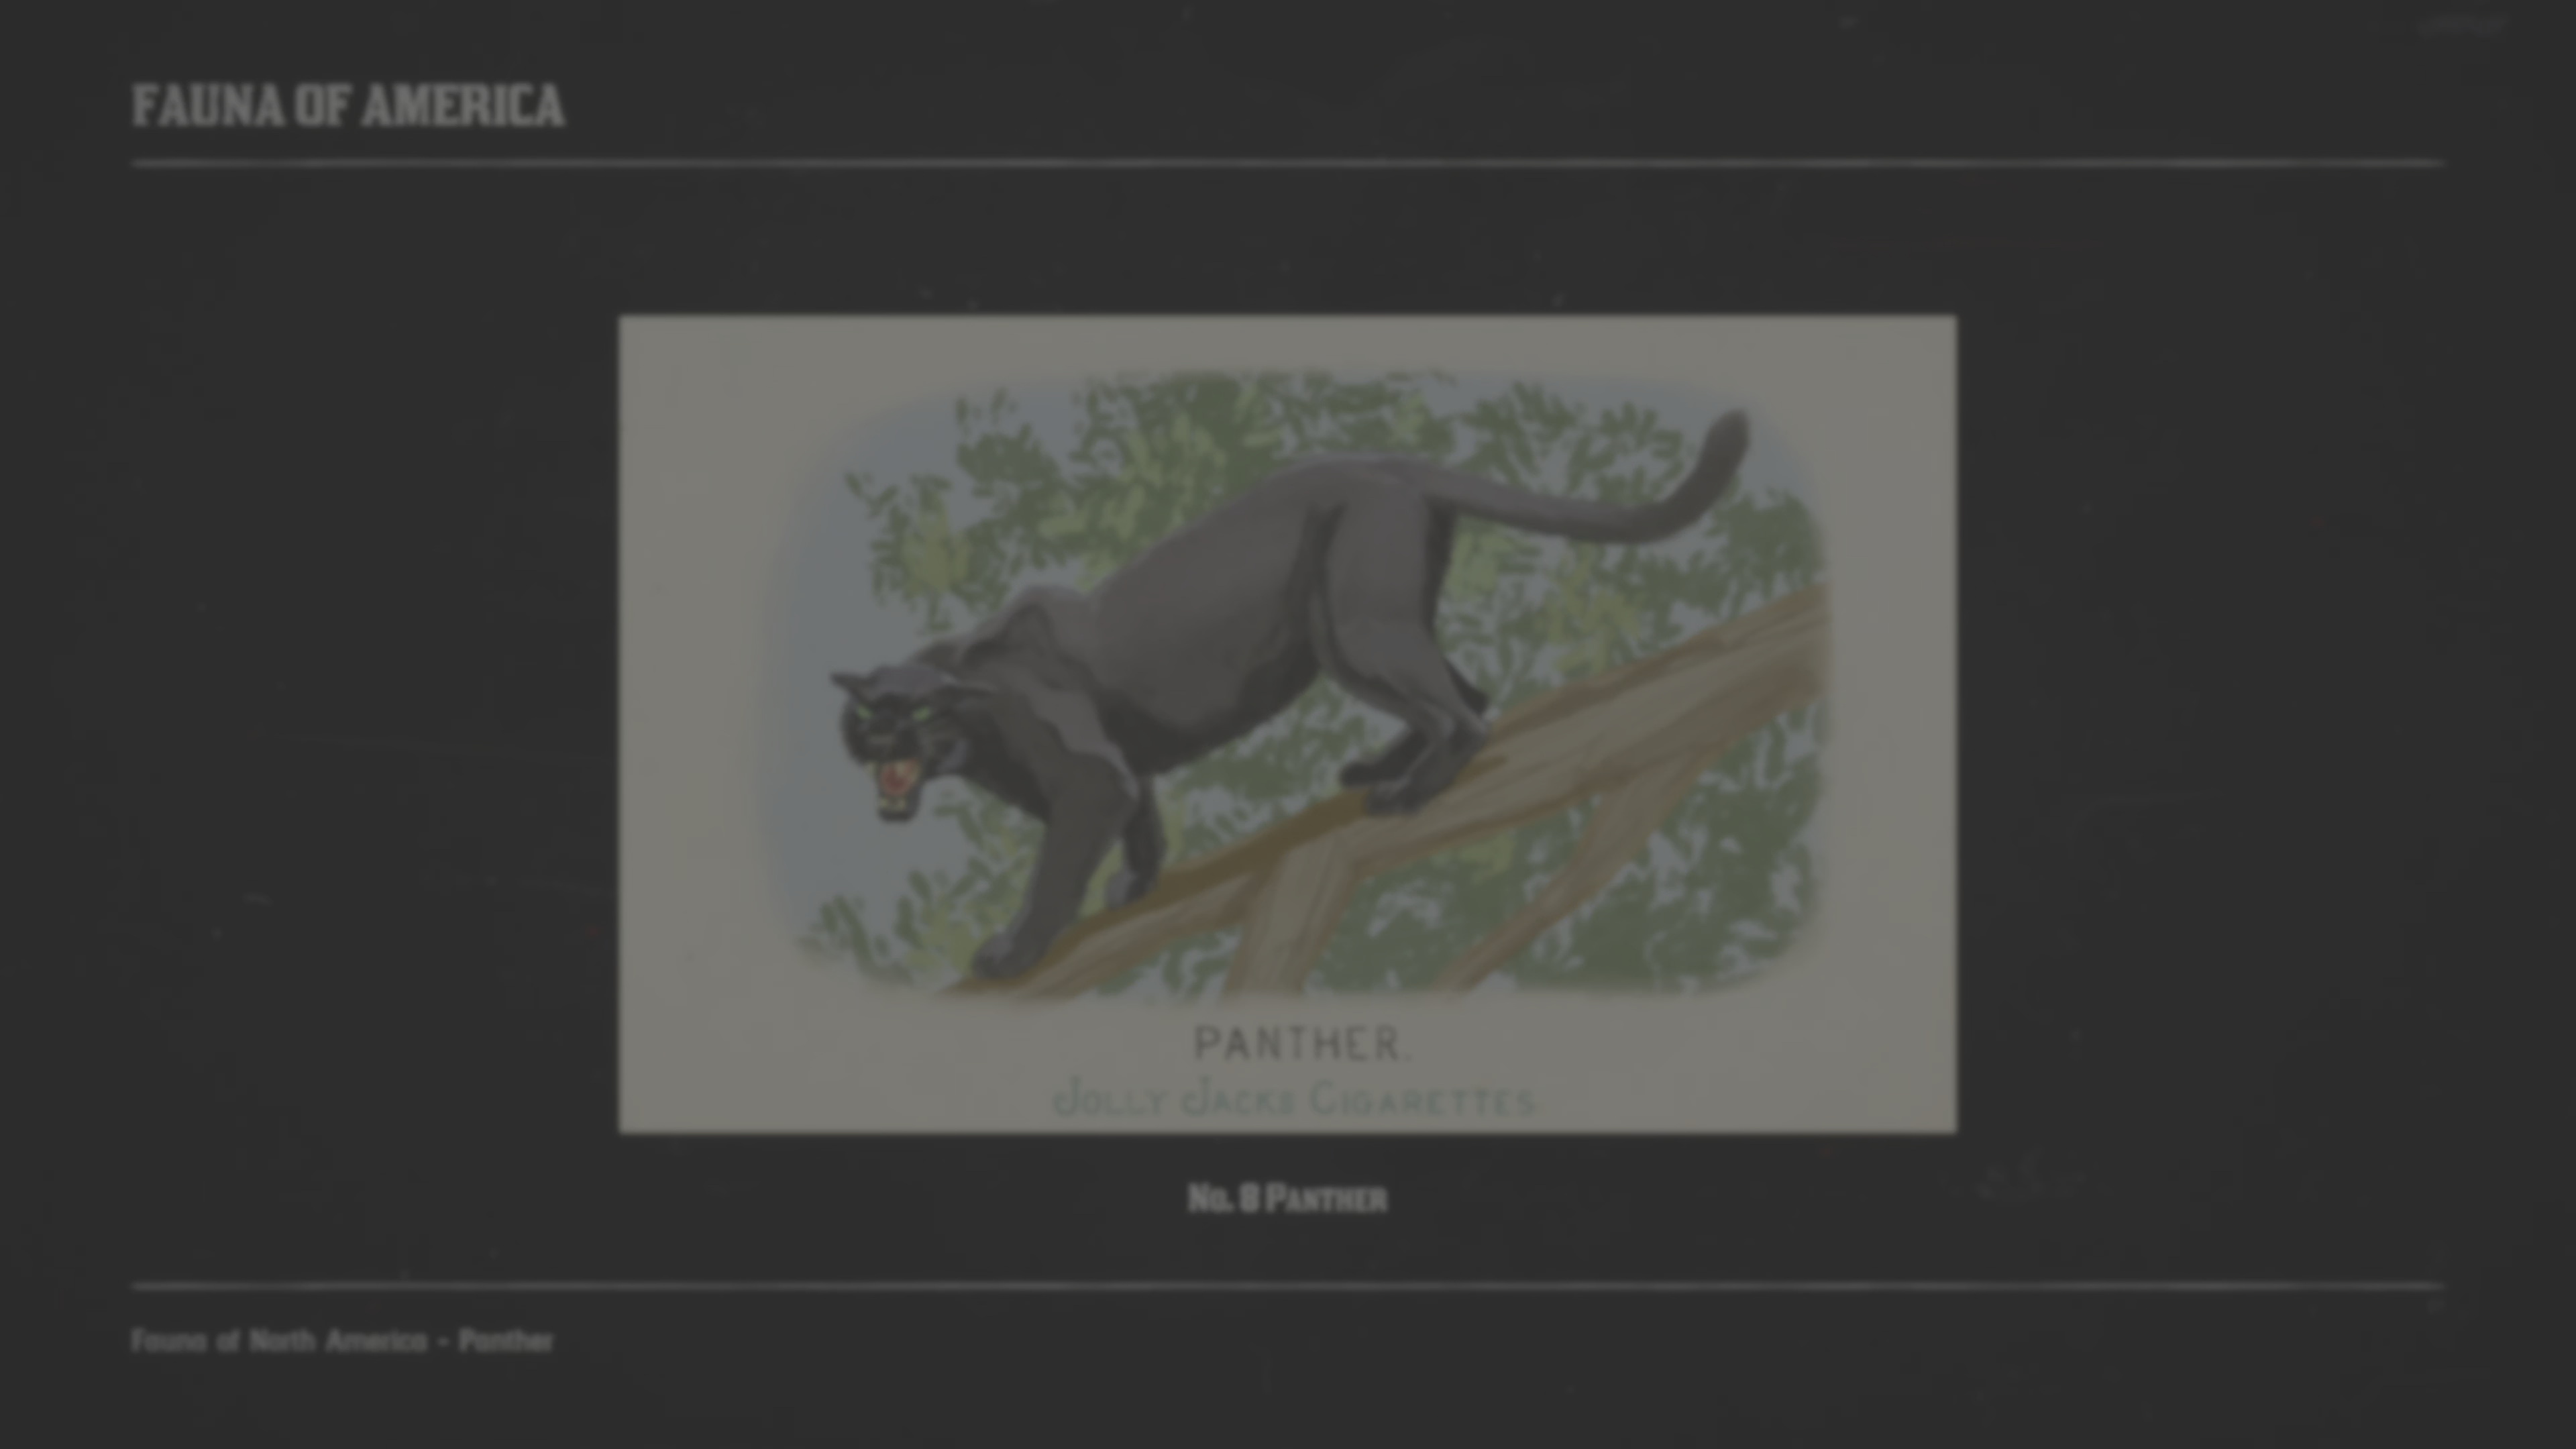 FAUNA OF AMERICA
PANTHER.
JOLLY JACKS CIGARETTES
No. 8 PANTHER
Fauna of North America - Panther